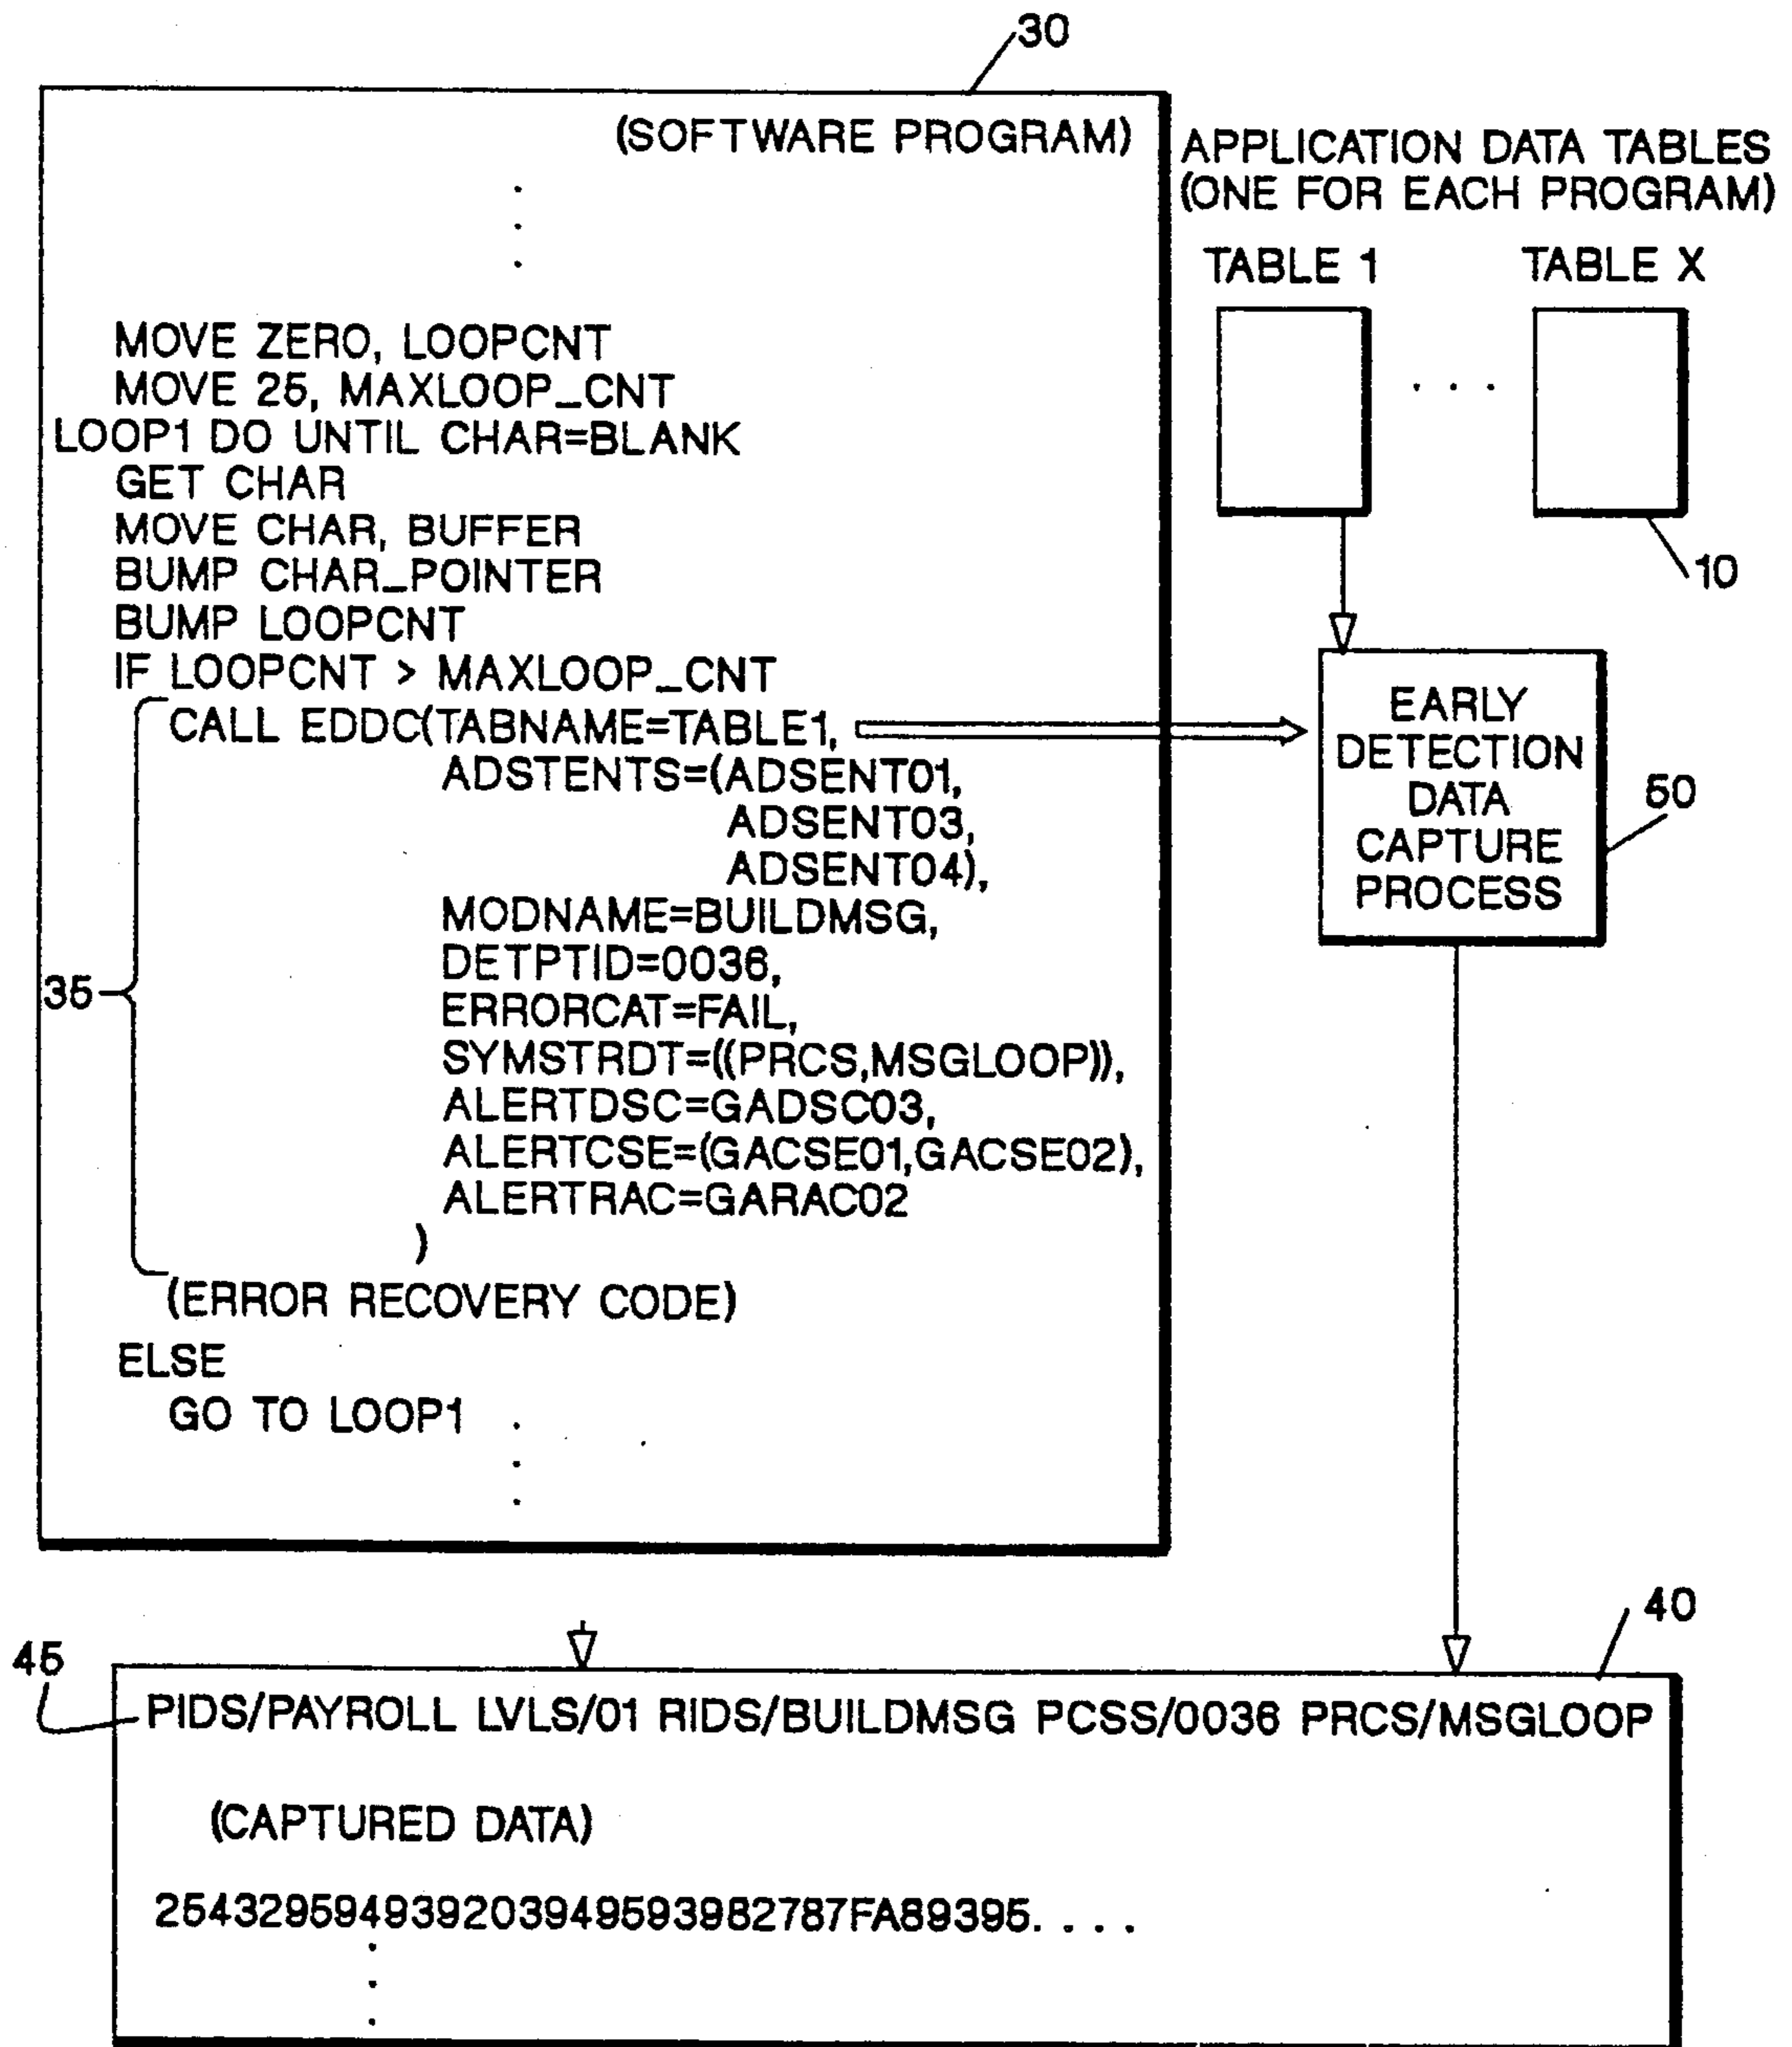 30
(SOFTWARE PROGRAM)
.
.
.
MOVE ZERO, LOOPCNT
MOVE 25, MAXLOOP_CNT
LOOP1 DO UNTIL CHAR=BLANK
GET CHAR
MOVE CHAR, BUFFER
BUMP CHAR_POINTER
BUMP LOOPCNT
IF LOOPCNT > MAXLOOP_CNT
CALL EDDC(TABNAME=TABLE1,
ADSTENTS=(ADSENT01,
ADSENT03,
ADSENT04),
MODNAME=BUILDMSG,
DETPTID=0036,
ERRORCAT=FAIL,
SYMSTRDT=((PRCS,MSGLOOP)),
ALERTDSC=GADSC03,
ALERTCSE=(GACSE01,GACSE02),
ALERTRAC=GARAC02
)
35
(ERROR RECOVERY CODE)
ELSE
GO TO LOOP1
.
.
.
APPLICATION DATA TABLES
(ONE FOR EACH PROGRAM)
TABLE 1 TABLE X
. . .
10
EARLY
DETECTION
DATA
CAPTURE
PROCESS
50
40
45
PIDS/PAYROLL LVLS/01 RIDS/BUILDMSG PCSS/0036 PRCS/MSGLOOP
(CAPTURED DATA)
254329594939203949593982787FA89395. . . .
.
.
.